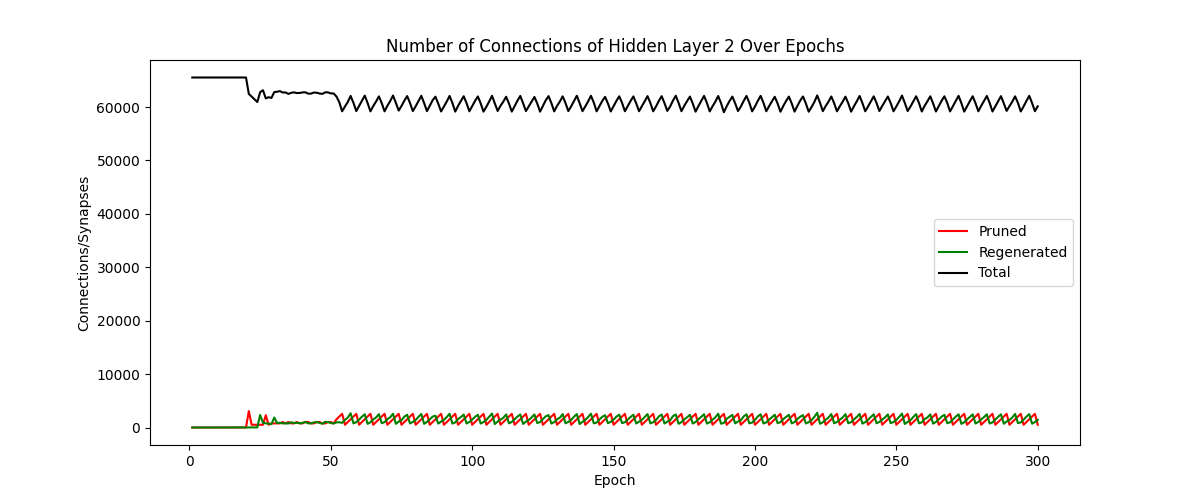 Number of Connections of Hidden Layer 2 Over Epochs
Connections/Synapses
60000
50000
40000
30000
20000
10000
0
Pruned
Regenerated
Total
0 50 100 150 200 250 300
Epoch